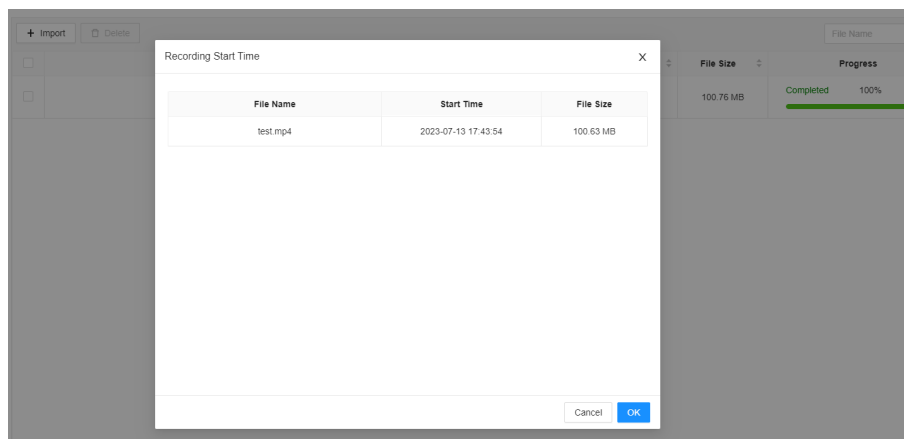 + Import
Delete
File Name
Recording Start Time
X
File Size
Progress
File Name
Start Time
File Size
100.76 MB
Completed
100%
test.mp4
2023-07-13 17:43:54
100.63 MB
Cancel
OK